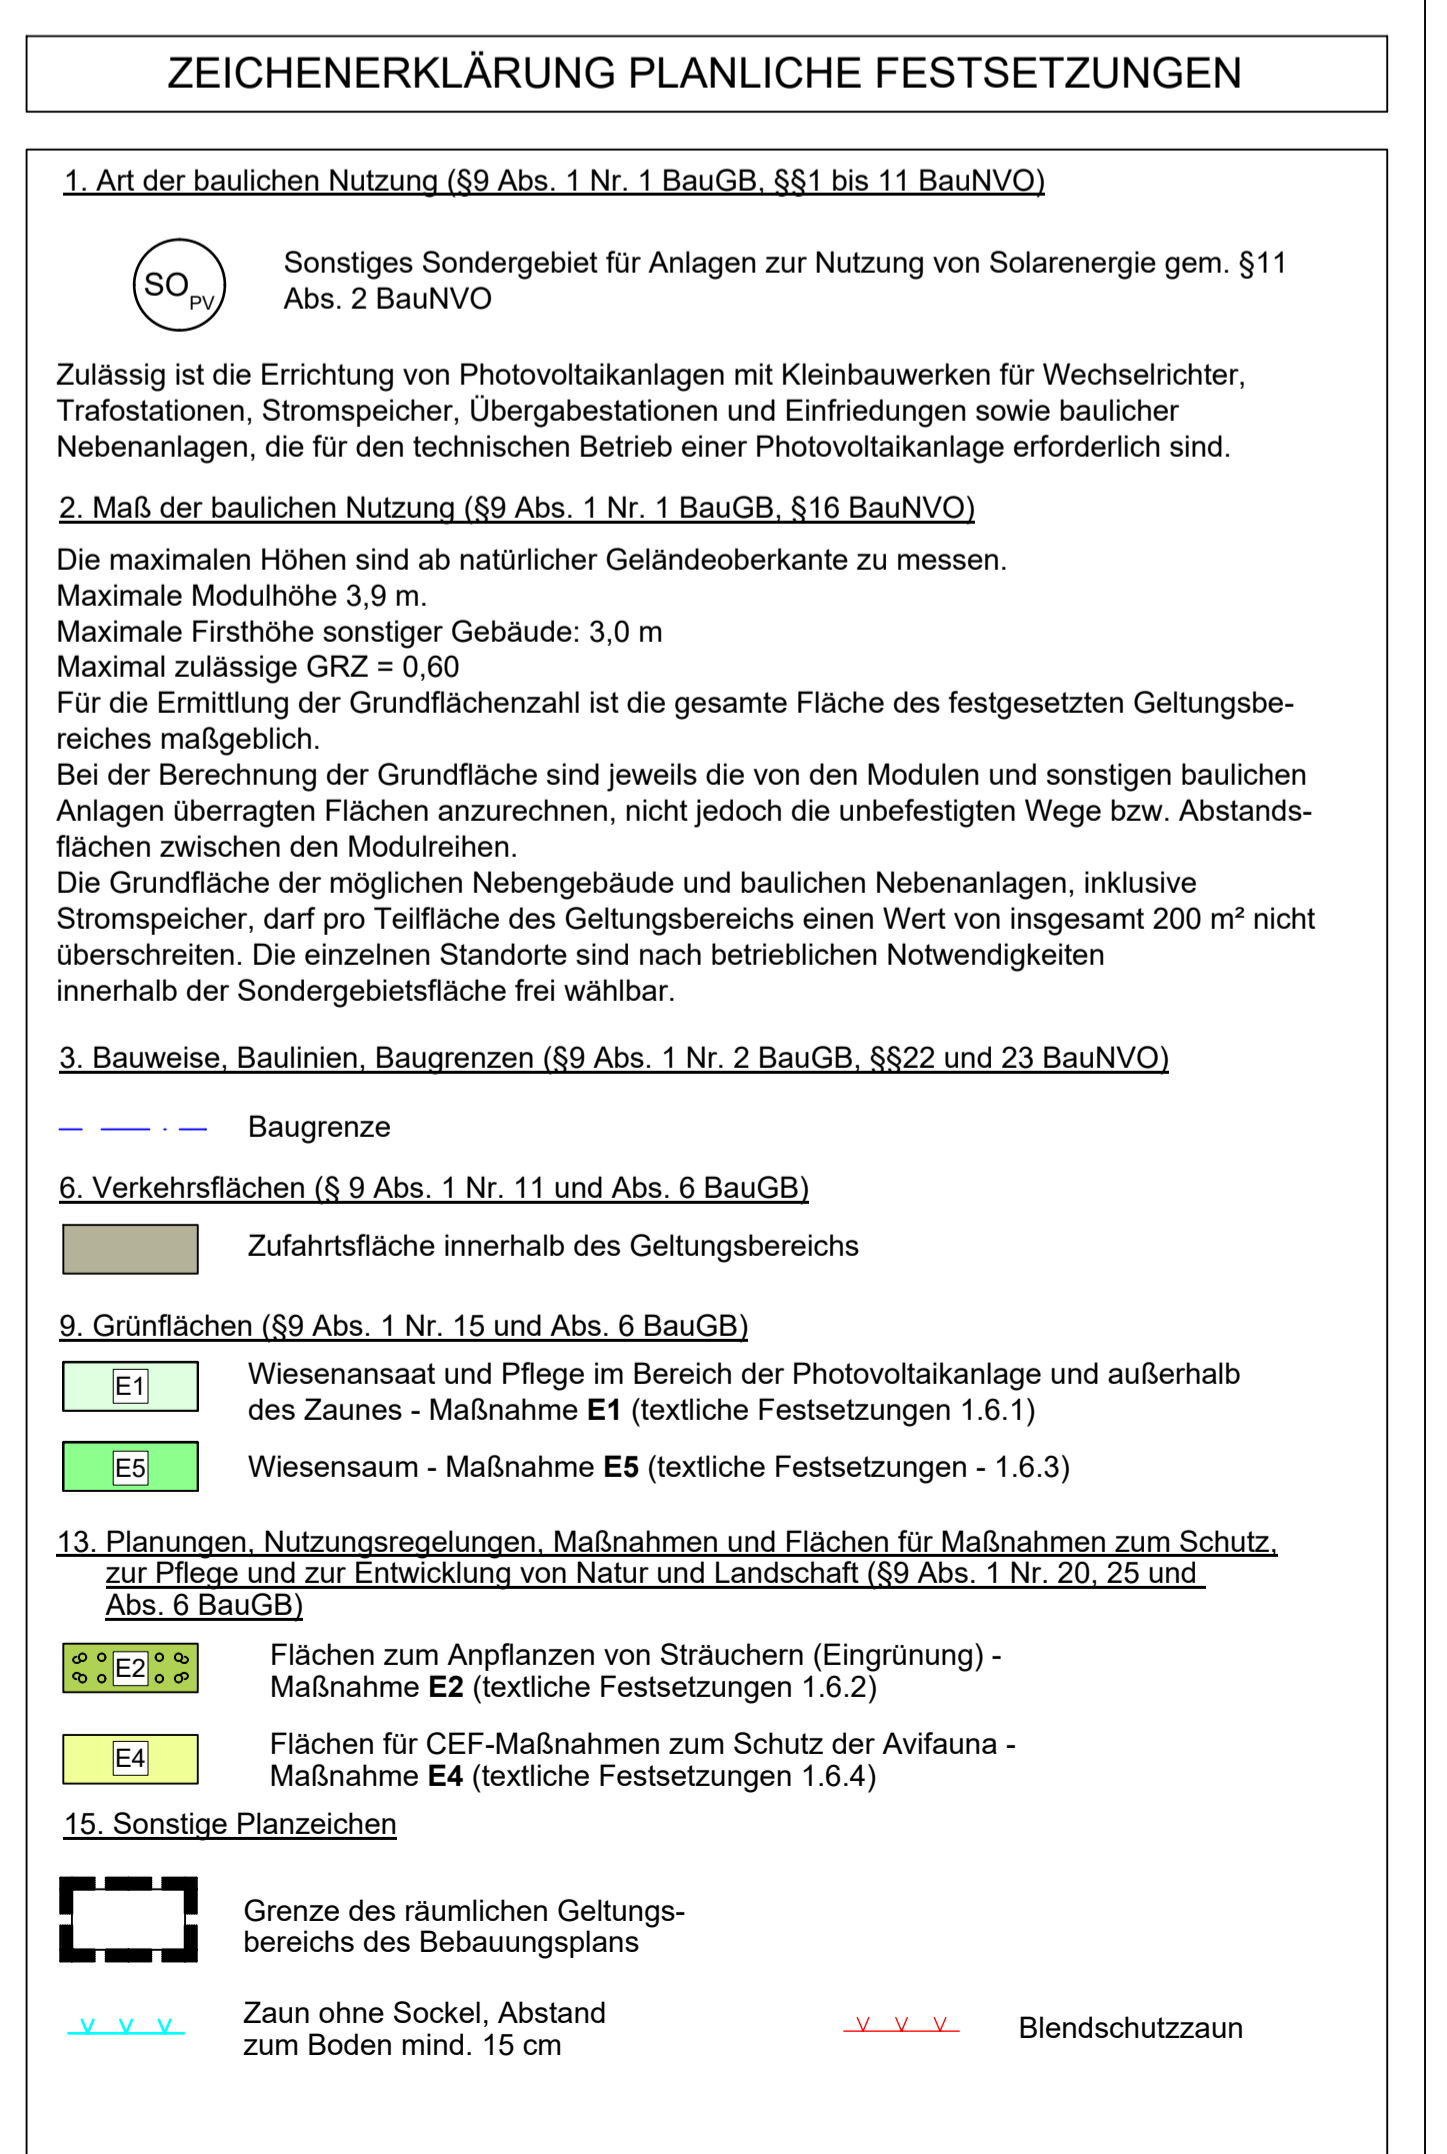 ZEICHENERKLÄRUNG PLANLICHE FESTSETZUNGEN
1. Art der baulichen Nutzung (§9 Abs. 1 Nr. 1 BauGB, §§1 bis 11 BauNVO)
SO PV
Sonstiges Sondergebiet für Anlagen zur Nutzung von Solarenergie gem. §11
Abs. 2 BauNVO
Zulässig ist die Errichtung von Photovoltaikanlagen mit Kleinbauwerken für Wechselrichter,
Trafostationen, Stromspeicher, Übergabestationen und Einfriedungen sowie baulicher
Nebenanlagen, die für den technischen Betrieb einer Photovoltaikanlage erforderlich sind.
2. Maß der baulichen Nutzung (§9 Abs. 1 Nr. 1 BauGB, §16 BauNVO)
Die maximalen Höhen sind ab natürlicher Geländeoberkante zu messen.
Maximale Modulhöhe 3,9 m.
Maximale Firsthöhe sonstiger Gebäude: 3,0 m
Maximal zulässige GRZ = 0,60
Für die Ermittlung der Grundflächenzahl ist die gesamte Fläche des festgesetzten Geltungsbe-
reiches maßgeblich.
Bei der Berechnung der Grundfläche sind jeweils die von den Modulen und sonstigen baulichen
Anlagen überragten Flächen anzurechnen, nicht jedoch die unbefestigten Wege bzw. Abstands-
flächen zwischen den Modulreihen.
Die Grundfläche der möglichen Nebengebäude und baulichen Nebenanlagen, inklusive
Stromspeicher, darf pro Teilfläche des Geltungsbereichs einen Wert von insgesamt 200 m² nicht
überschreiten. Die einzelnen Standorte sind nach betrieblichen Notwendigkeiten
innerhalb der Sondergebietsfläche frei wählbar.
3. Bauweise, Baulinien, Baugrenzen (§9 Abs. 1 Nr. 2 BauGB, §§22 und 23 BauNVO)
Baugrenze
6. Verkehrsflächen (§ 9 Abs. 1 Nr. 11 und Abs. 6 BauGB)
Zufahrtsfläche innerhalb des Geltungsbereichs
9. Grünflächen (§9 Abs. 1 Nr. 15 und Abs. 6 BauGB)
E1
Wiesenansaat und Pflege im Bereich der Photovoltaikanlage und außerhalb
des Zaunes - Maßnahme E1 (textliche Festsetzungen 1.6.1)
E5
Wiesensaum - Maßnahme E5 (textliche Festsetzungen - 1.6.3)
13. Planungen, Nutzungsregelungen, Maßnahmen und Flächen für Maßnahmen zum Schutz,
zur Pflege und zur Entwicklung von Natur und Landschaft (§9 Abs. 1 Nr. 20, 25 und
Abs. 6 BauGB)
E2
Flächen zum Anpflanzen von Sträuchern (Eingrünung) -
Maßnahme E2 (textliche Festsetzungen 1.6.2)
E4
Flächen für CEF-Maßnahmen zum Schutz der Avifauna -
Maßnahme E4 (textliche Festsetzungen 1.6.4)
15. Sonstige Planzeichen
Grenze des räumlichen Geltungs-
bereichs des Bebauungsplans
Zaun ohne Sockel, Abstand
zum Boden mind. 15 cm
Blendschutzzaun